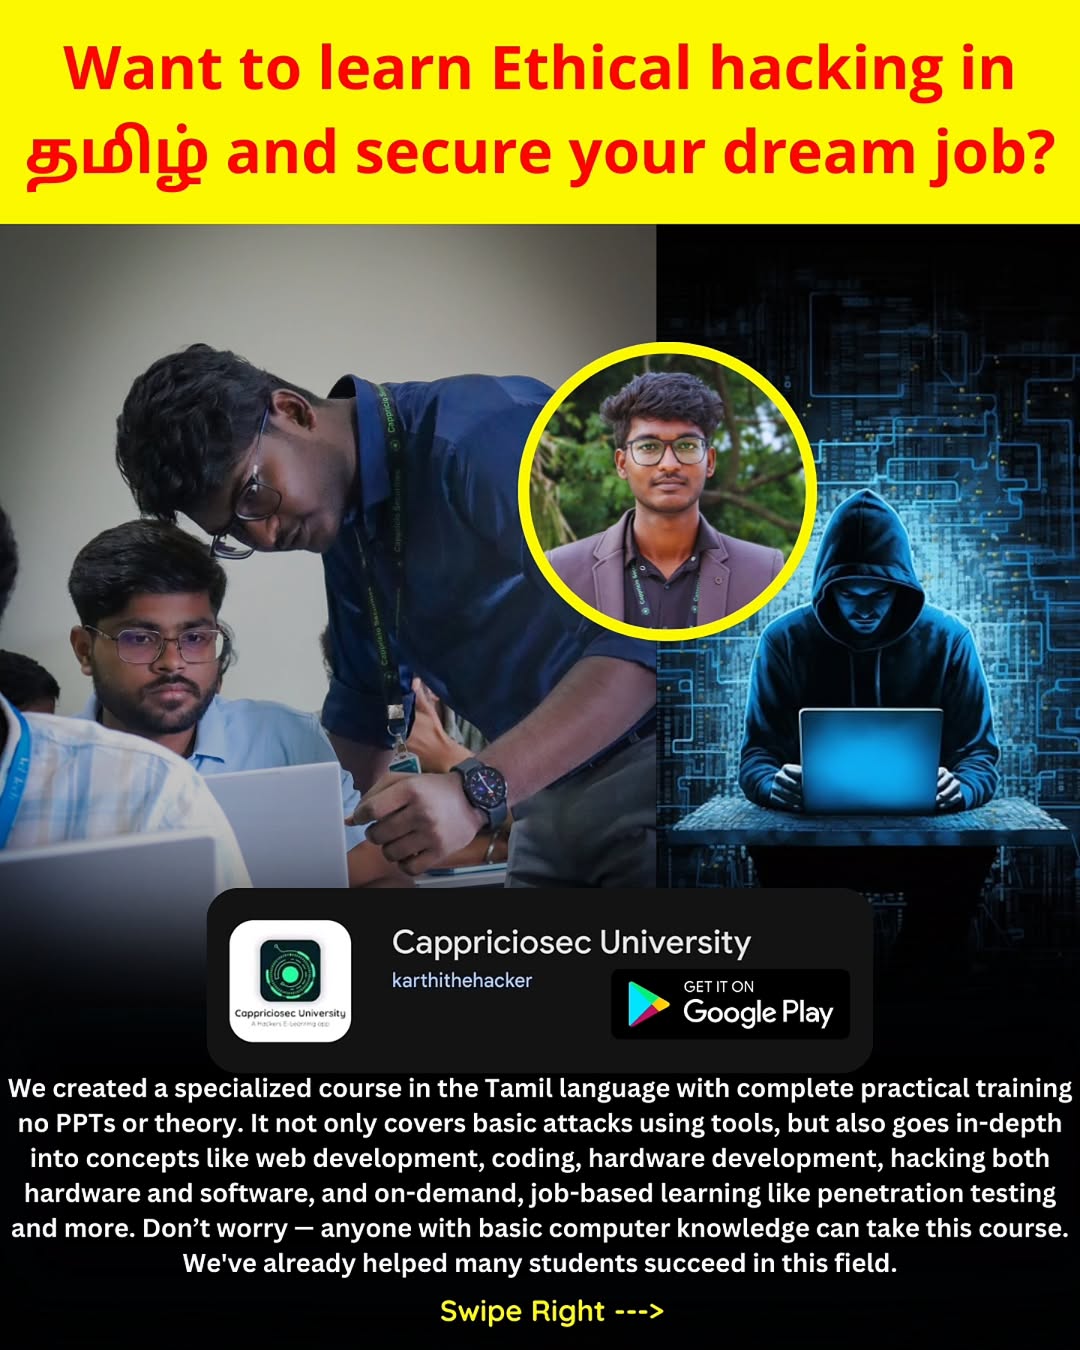 Want to learn Ethical hacking in
தமிழ் and secure your dream job?
Cappriciosec University
karthithehacker
GET IT ON
Google Play
Cappriciosec University
A hackers E-Learning app
We created a specialized course in the Tamil language with complete practical training
no PPTs or theory. It not only covers basic attacks using tools, but also goes in-depth
into concepts like web development, coding, hardware development, hacking both
hardware and software, and on-demand, job-based learning like penetration testing
and more. Don’t worry — anyone with basic computer knowledge can take this course.
We've already helped many students succeed in this field.
Swipe Right --->